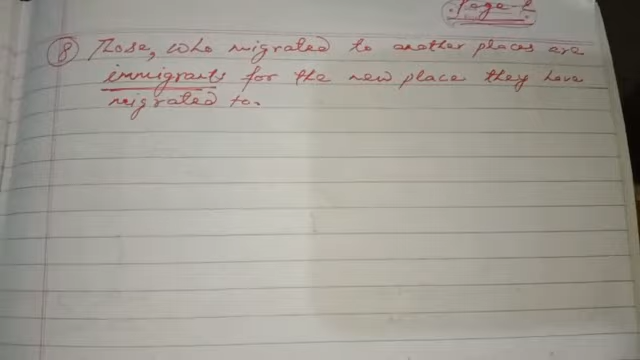 Page-2
8 Those, who migrated to another places are
immigrants for the new place they have
migrated to.